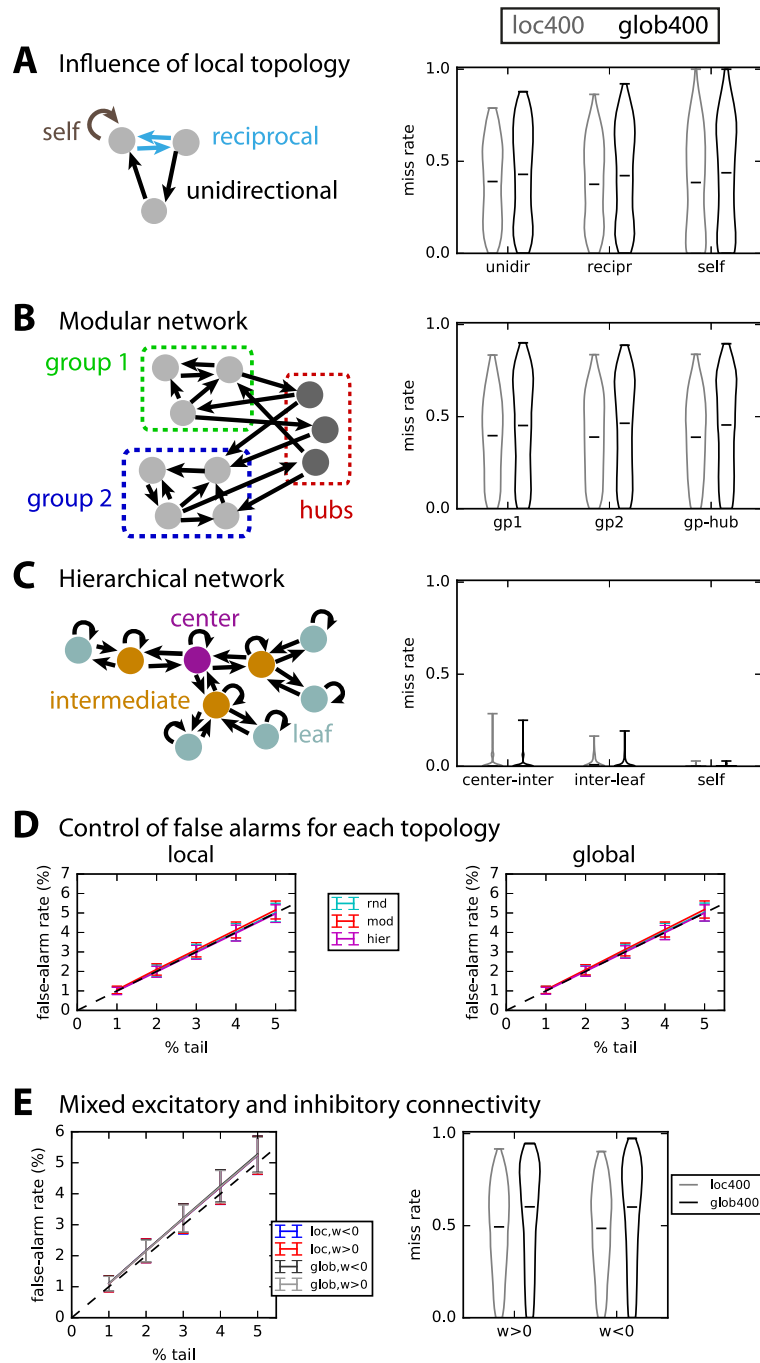 loc400 glob400
A Influence of local topology
self
reciprocal
unidirectional
miss rate
1.0
0.5
0.0
unidir recipr self
B Modular network
group 1
group 2
hubs
miss rate
1.0
0.5
0.0
gp1 gp2 gp-hub
C Hierarchical network
center
intermediate
leaf
miss rate
1.0
0.5
0.0
center-inter inter-leaf self
D Control of false alarms for each topology
local
false-alarm rate (%)
7
6
5
4
3
2
1
0
0 1 2 3 4 5
% tail
rnd
mod
hier
global
false-alarm rate (%)
7
6
5
4
3
2
1
0
0 1 2 3 4 5
% tail
E Mixed excitatory and inhibitory connectivity
false-alarm rate (%)
6
5
4
3
2
1
0
0 1 2 3 4 5
% tail
loc,w<0
loc,w>0
glob,w<0
glob,w>0
miss rate
1.0
0.5
0.0
w>0 w<0
loc400
glob400